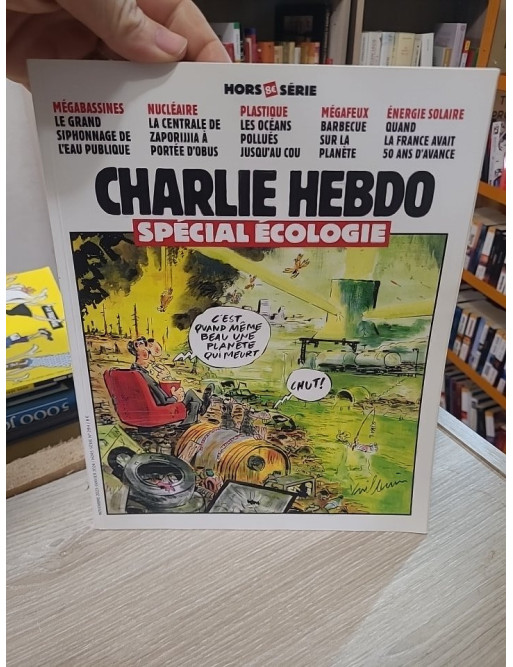 HORS 8€ SÉRIE
MÉGABASSINES
LE GRAND
SIPHONNAGE DE
L'EAU PUBLIQUE
NUCLÉAIRE
LA CENTRALE DE
ZAPORIJJIA À
PORTÉE D'OBUS
PLASTIQUE
LES OCÉANS
POLLUÉS
JUSQU'AU COU
MÉGAFEUX
BARBECUE
SUR LA
PLANÈTE
ÉNERGIE SOLAIRE
QUAND
LA FRANCE AVAIT
50 ANS D'AVANCE
CHARLIE HEBDO
SPÉCIAL ÉCOLOGIE
C'EST
QUAND MÊME
BEAU UNE
PLANÈTE
QUI MEURT
CHUT!